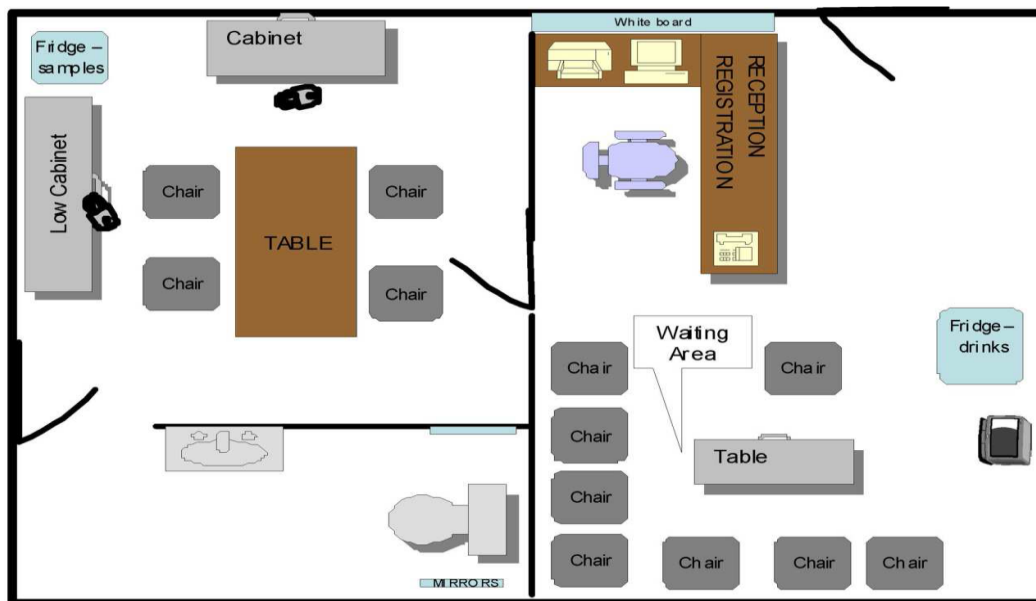 White board
Fridge –
samples
Cabinet
RECEPTION
REGISTRATION
Low Cabinet
Chair
Chair
TABLE
Chair
Chair
Waiting
Area
Fridge –
drinks
Chair
Chair
Chair
Table
Chair
Chair
Chair
Chair
Chair
MIRRORS